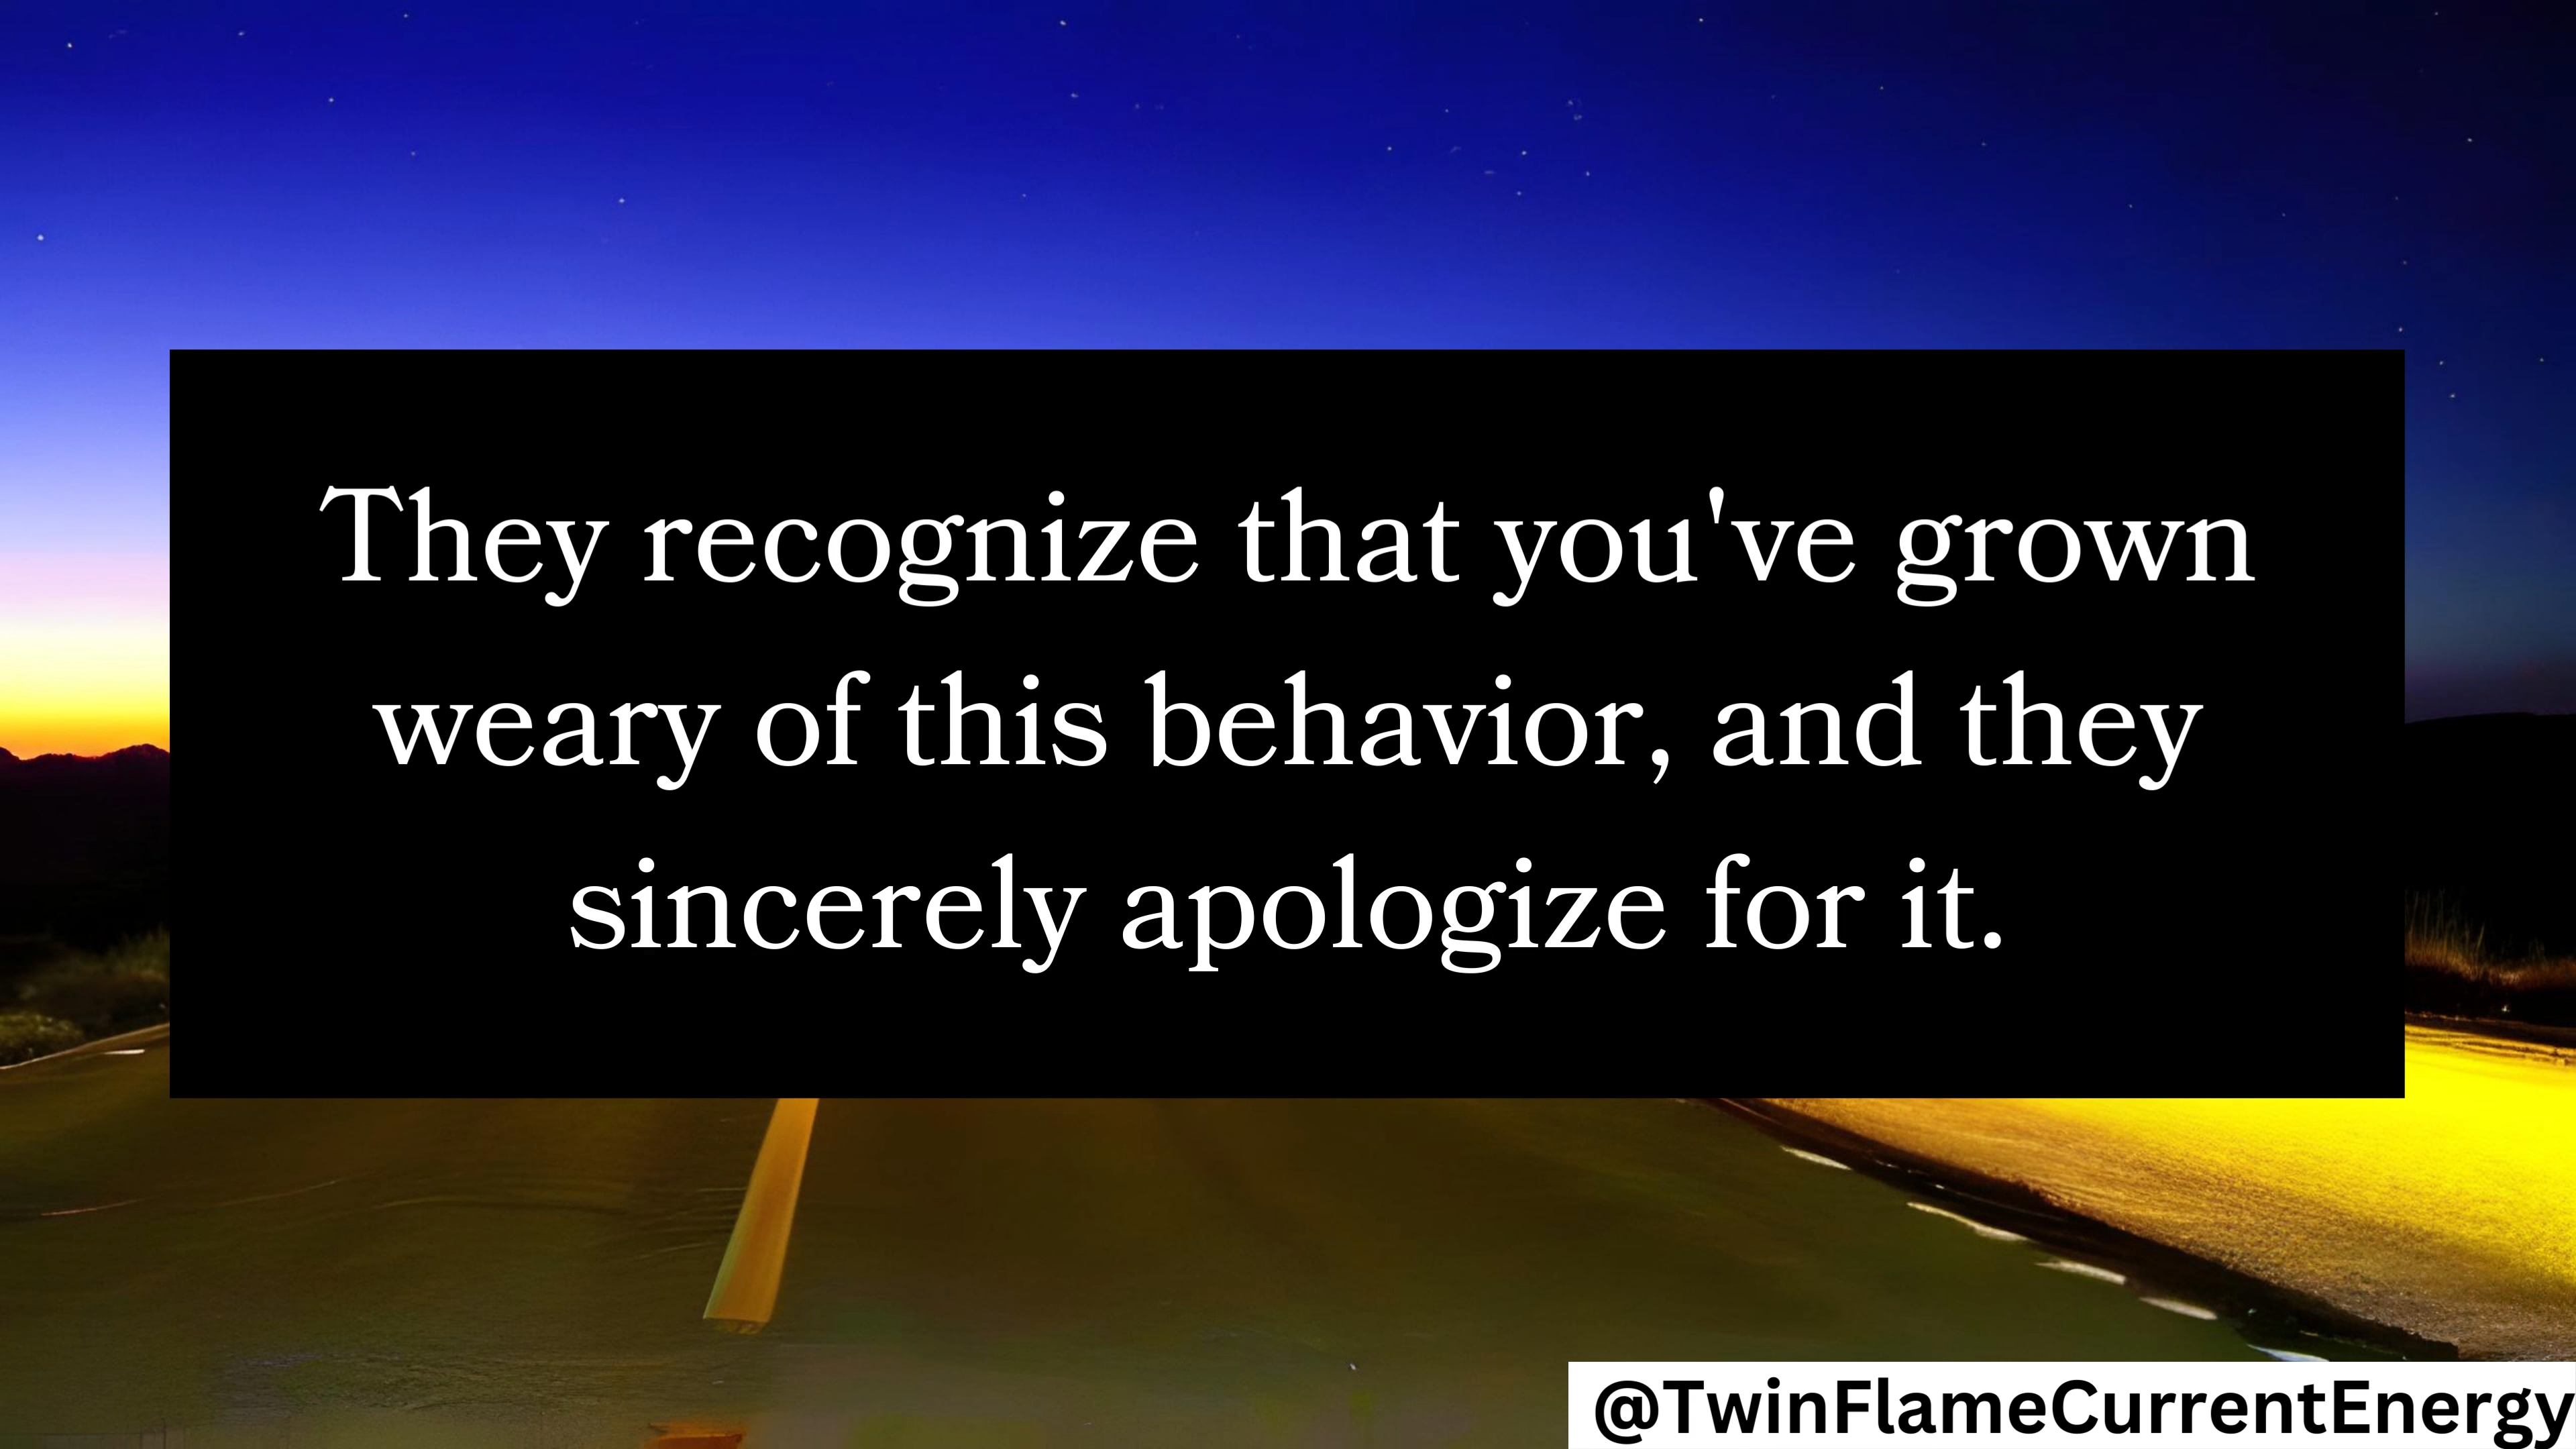 They recognize that you've grown
weary of this behavior, and they
sincerely apologize for it.
@TwinFlameCurrentEnergy